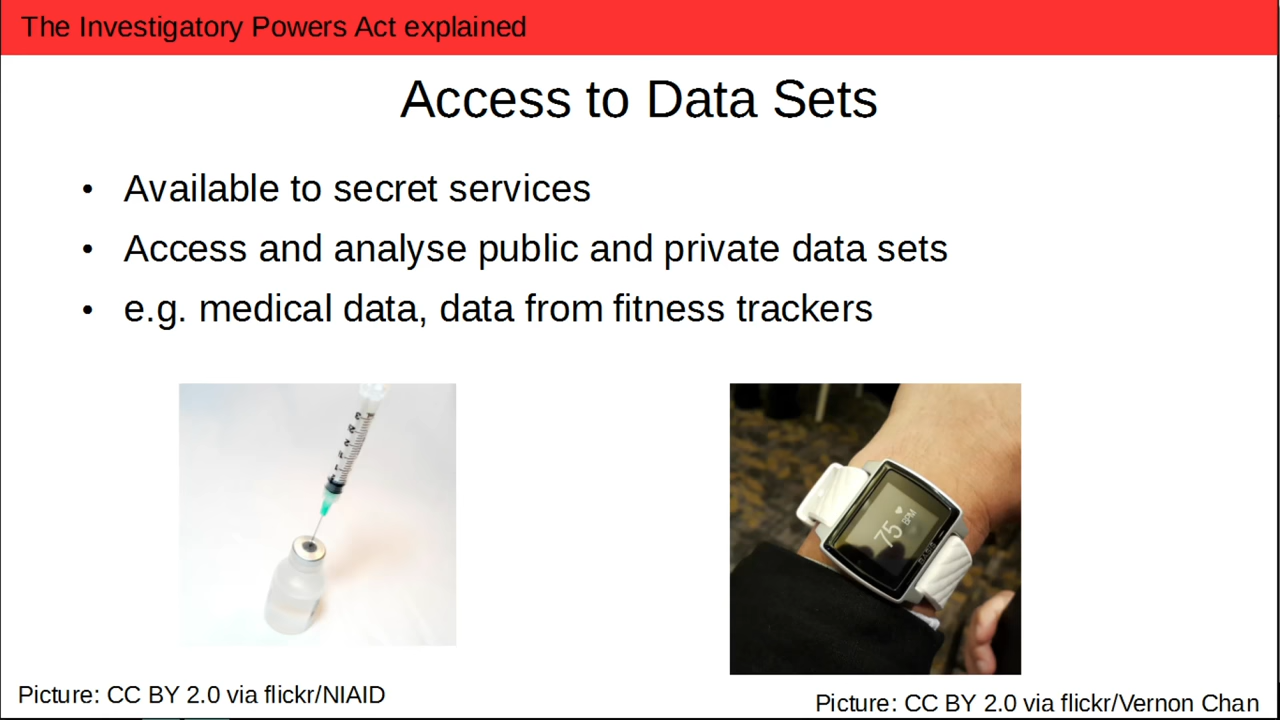 The Investigatory Powers Act explained
Access to Data Sets
• Available to secret services
• Access and analyse public and private data sets
• e.g. medical data, data from fitness trackers
75 BPM
Picture: CC BY 2.0 via flickr/NIAID
Picture: CC BY 2.0 via flickr/Vernon Chan